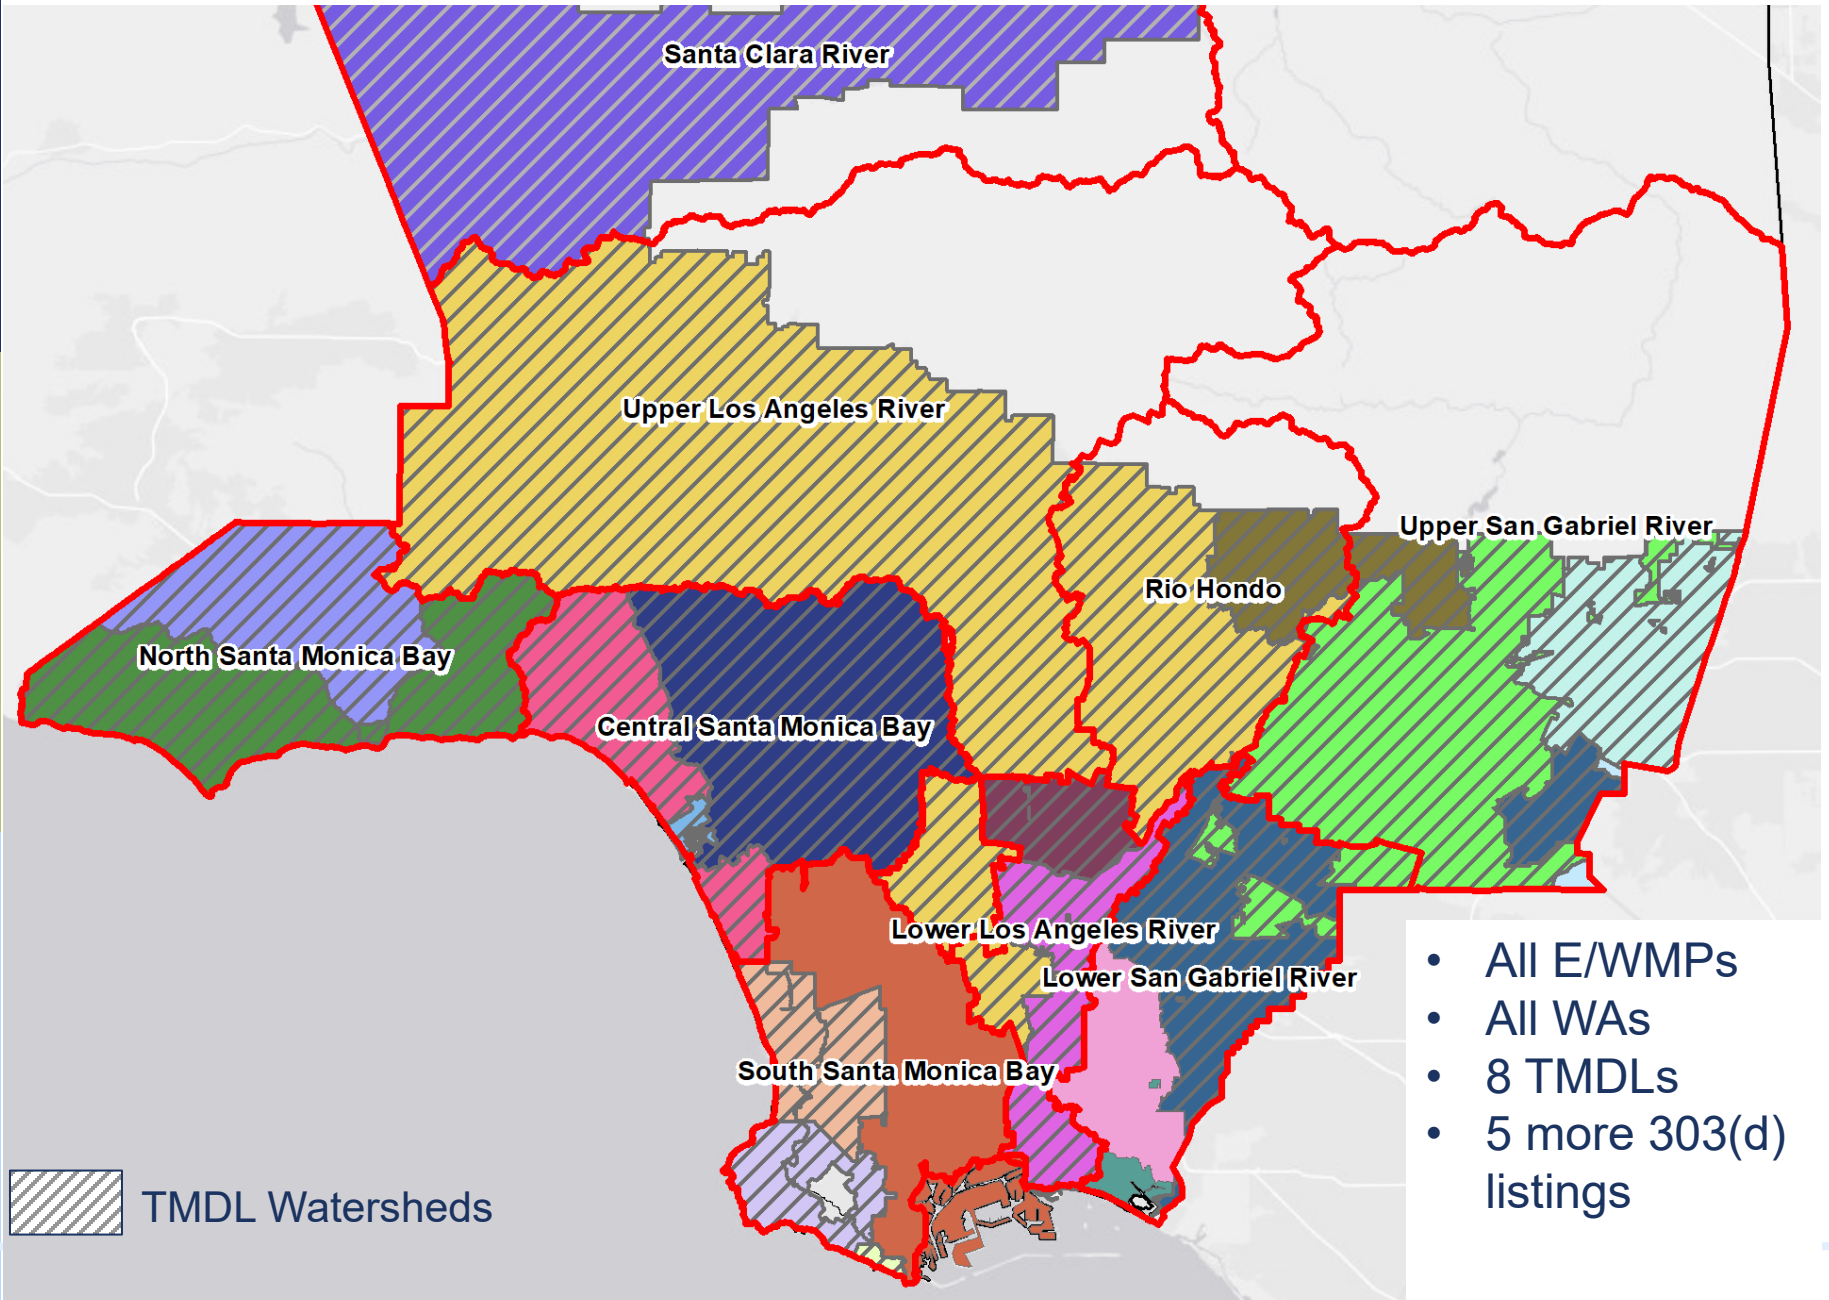 Santa Clara River
Upper Los Angeles River
Upper San Gabriel River
Rio Hondo
North Santa Monica Bay
Central Santa Monica Bay
Lower Los Angeles River
Lower San Gabriel River
South Santa Monica Bay
• All E/WMPs
• All WAs
• 8 TMDLs
• 5 more 303(d)
listings
TMDL Watersheds